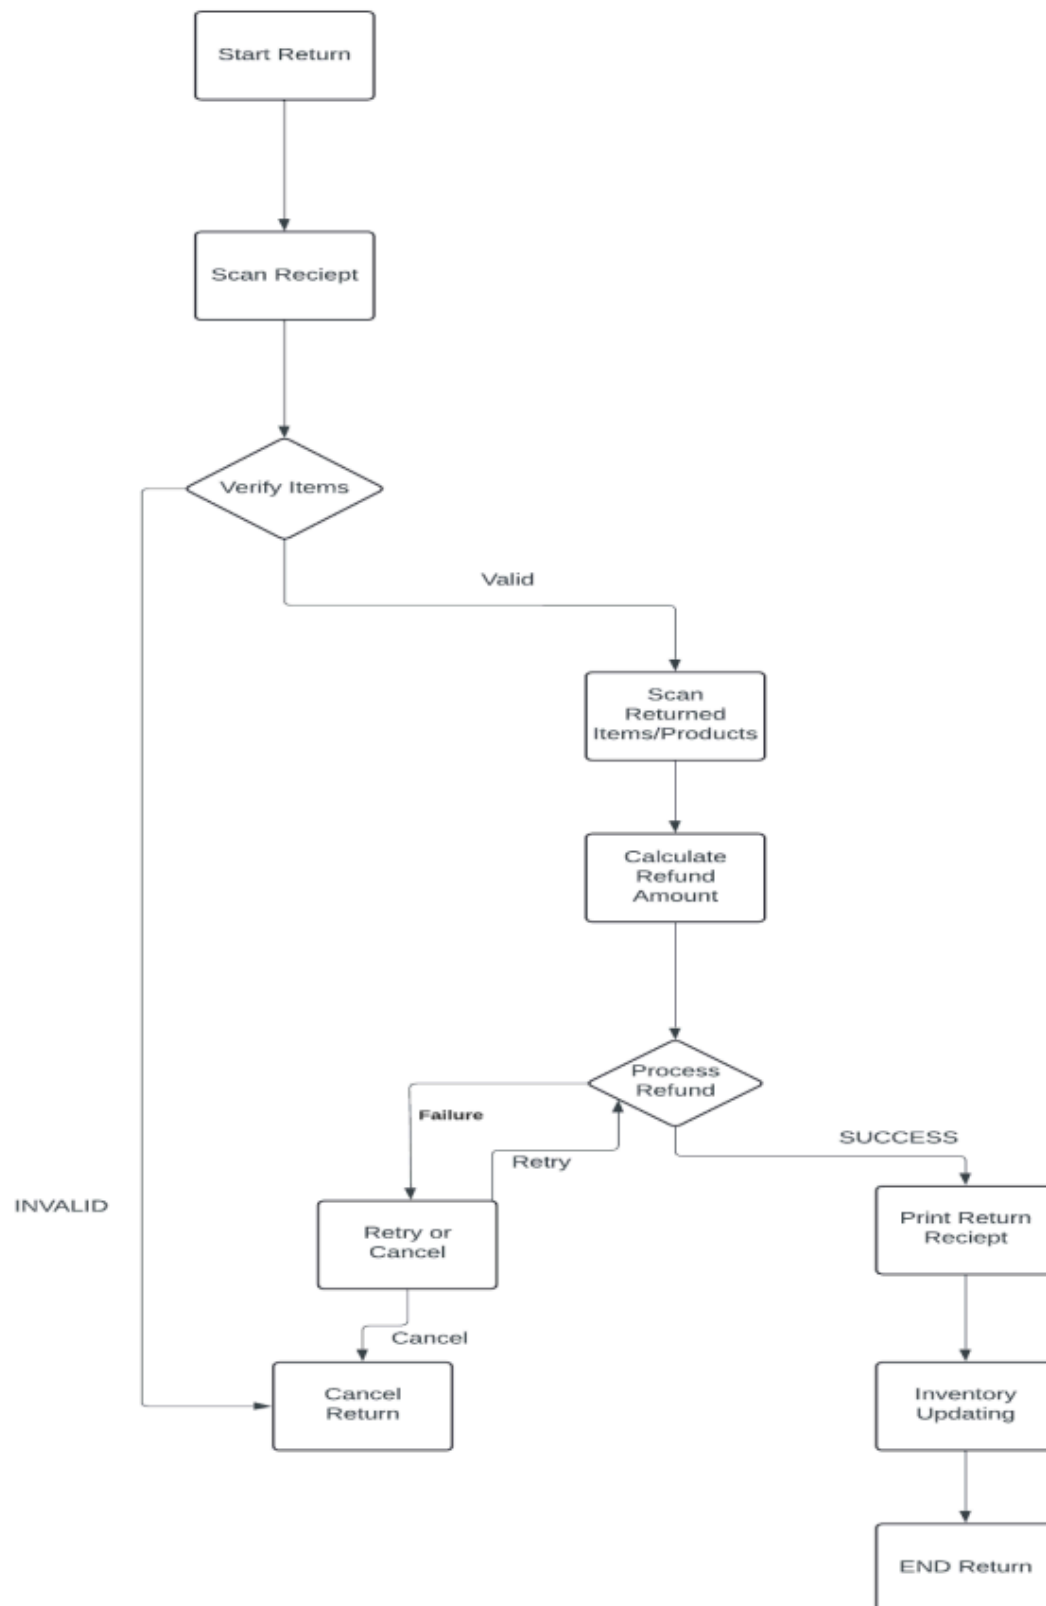 Start Return
Scan Reciept
Verify Items
Valid
Scan
Returned
Items/Products
Calculate
Refund
Amount
Process
Refund
Failure
SUCCESS
Retry
INVALID
Retry or
Cancel
Print Return
Reciept
Cancel
Cancel
Return
Inventory
Updating
END Return